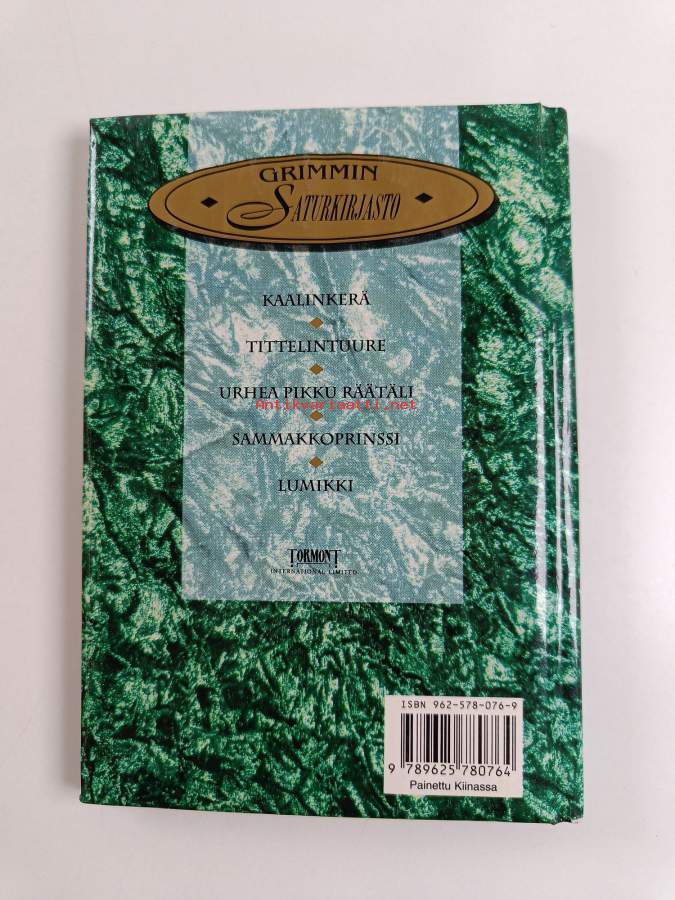 GRIMMIN
SATURKIRJASTO
KAALINKERÄ
TITTELINTUURE
URHEA PIKKU RÄÄTÄLI
Antikvariaatti.net
SAMMAKKOPRINSSI
LUMIKKI
TORMONT
INTERNATIONAL LIMITED
ISBN 962-578-076-9
9 789625 780764
Painettu Kiinassa